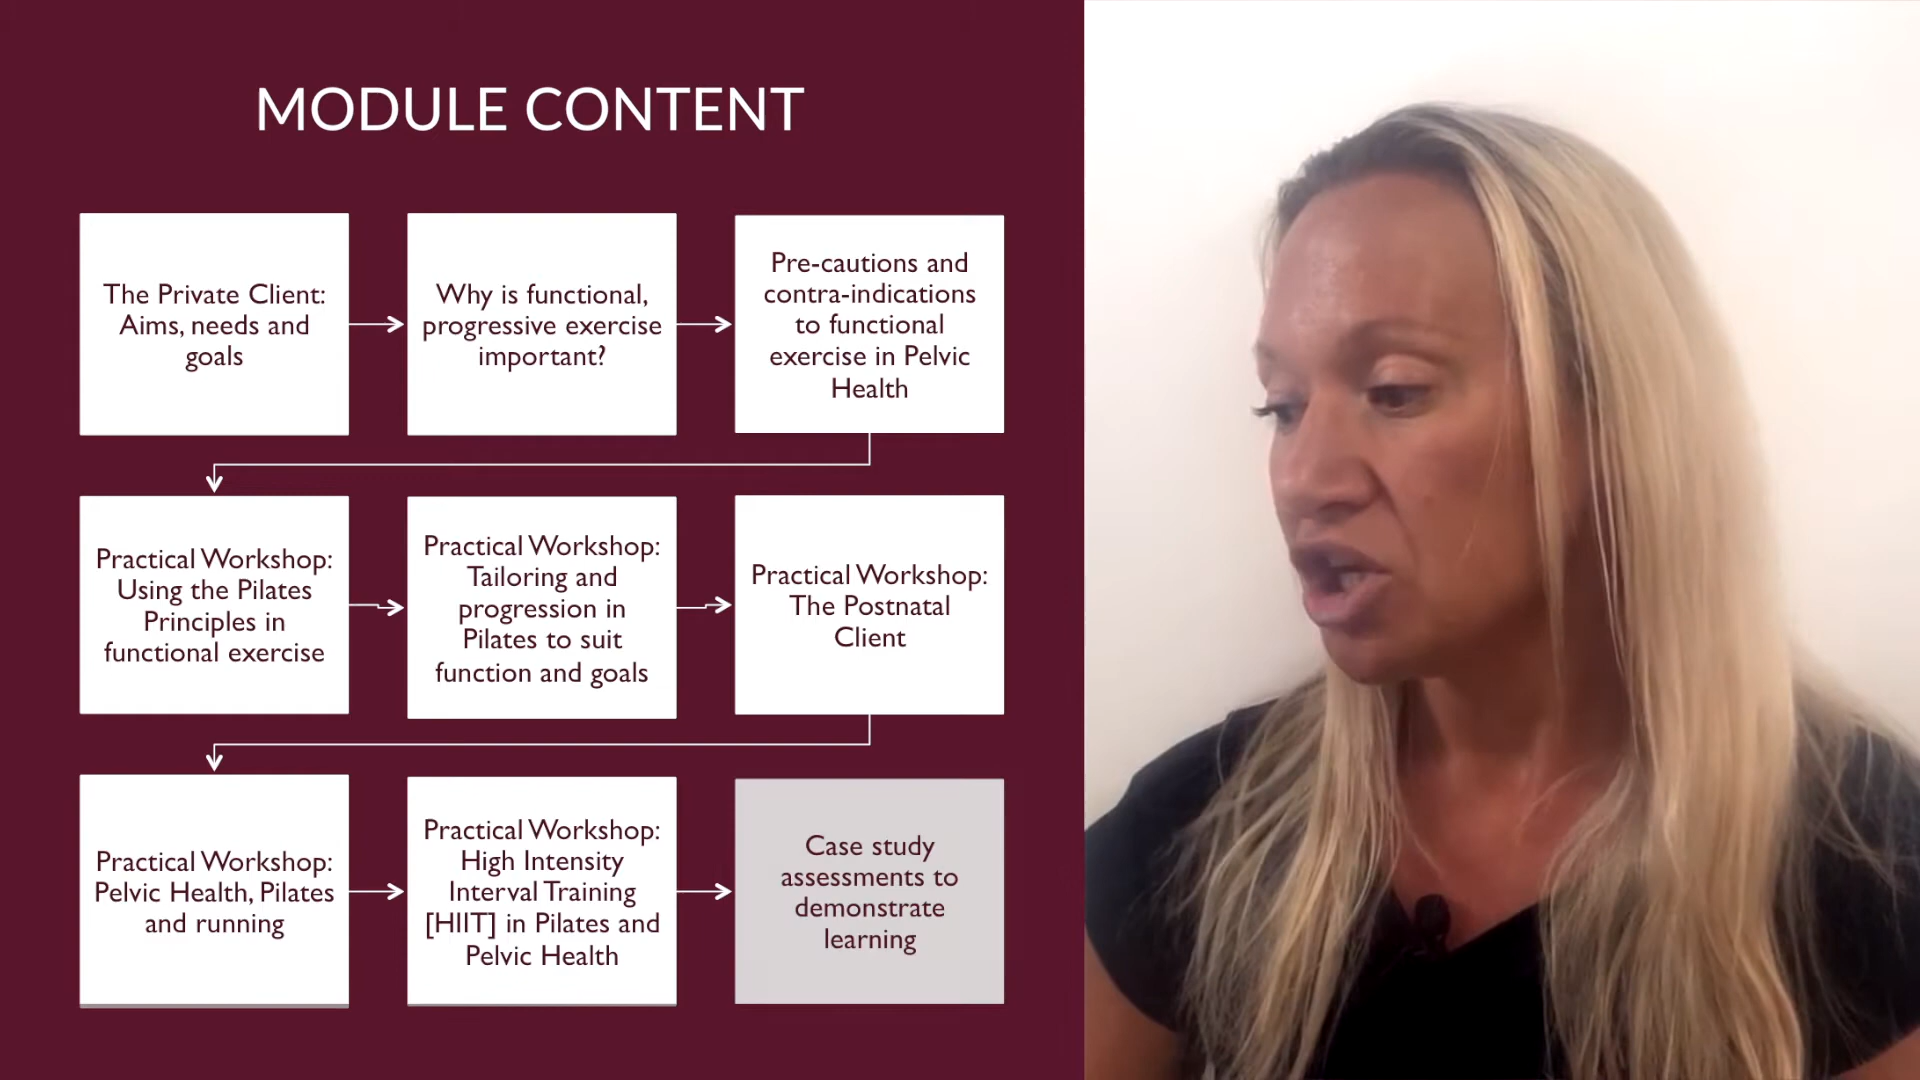 MODULE CONTENT
The Private Client:
Aims, needs and
goals
Why is functional,
progressive exercise
important?
Pre-cautions and
contra-indications
to functional
exercise in Pelvic
Health
Practical Workshop:
Using the Pilates
Principles in
functional exercise
Practical Workshop:
Tailoring and
progression in
Pilates to suit
function and goals
Practical Workshop:
The Postnatal
Client
Practical Workshop:
Pelvic Health, Pilates
and running
Practical Workshop:
High Intensity
Interval Training
[HIIT] in Pilates and
Pelvic Health
Case study
assessments to
demonstrate
learning